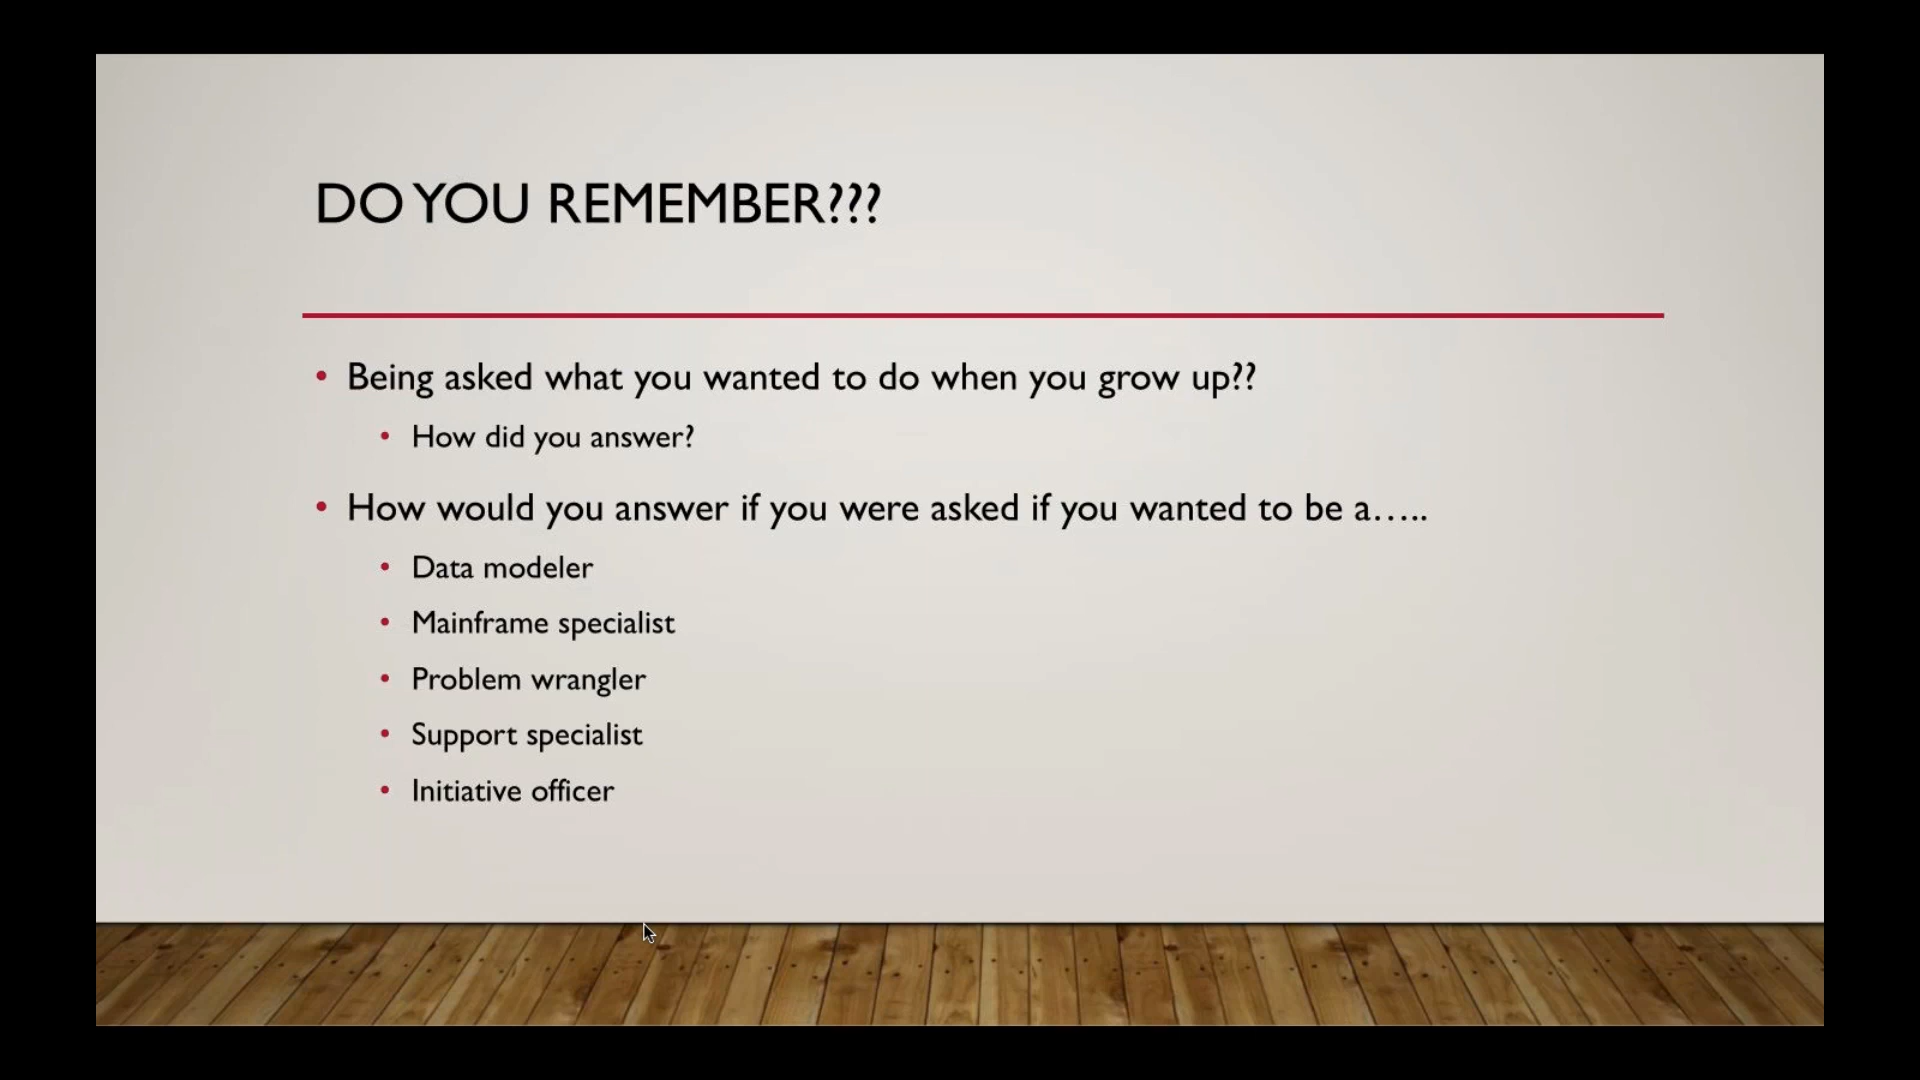 DO YOU REMEMBER???
• Being asked what you wanted to do when you grow up??
• How did you answer?
• How would you answer if you were asked if you wanted to be a…..
• Data modeler
• Mainframe specialist
• Problem wrangler
• Support specialist
• Initiative officer